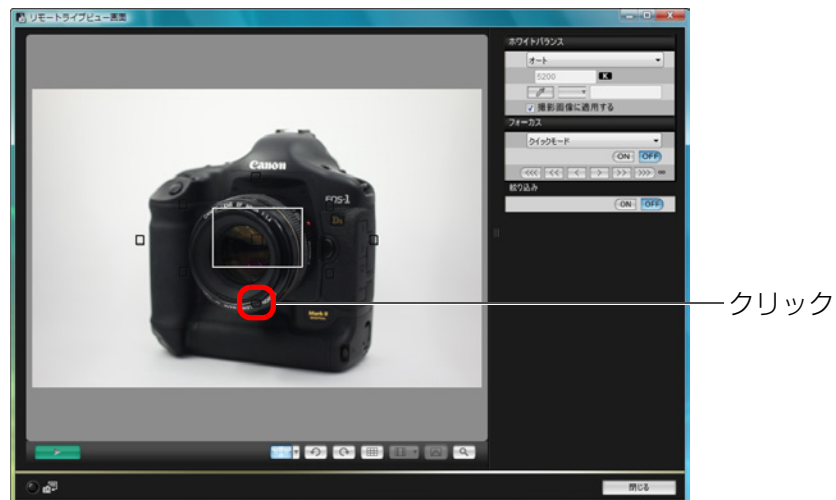 リモートライブビュー画面
ホワイトバランス
オート
5200
K
撮影画像に適用する
フォーカス
クイックモード
ON OFF
<<< << < > >> >>> ∞
絞り込み
ON OFF
Canon
EOS-1
Ds
Mark II
クリック
閉じる